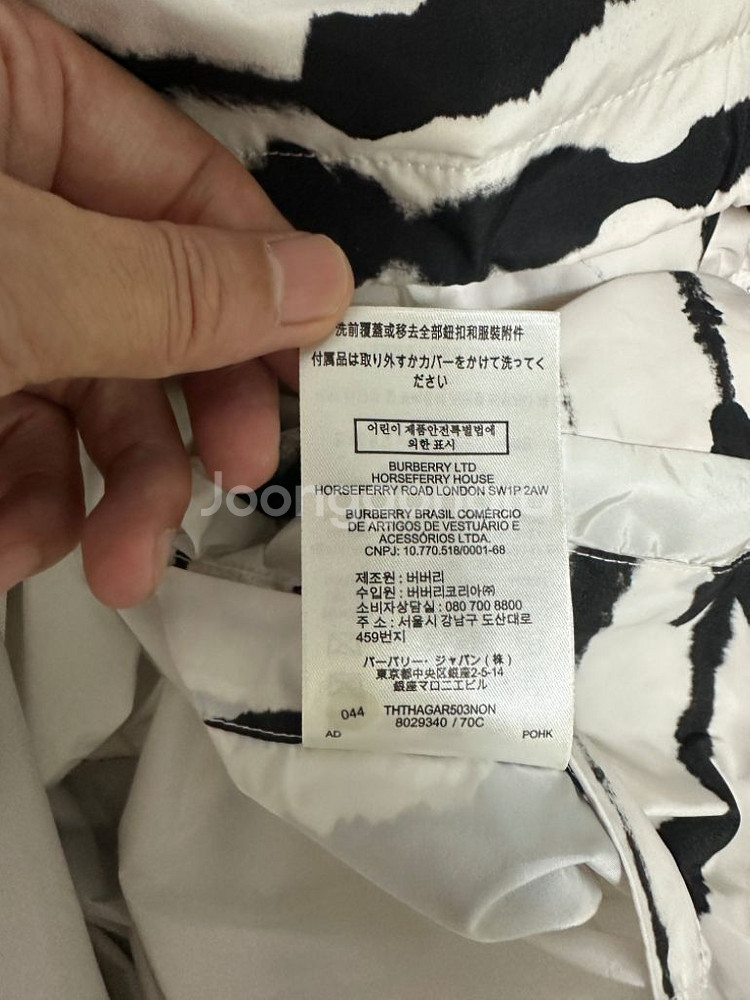 洗前覆蓋或移去全部鈕扣和服裝附件
付属品は取り外すかカバーをかけて洗ってく
ださい
어린이 제품안전특별법에
의한 표시
BURBERRY LTD
HORSEFERRY HOUSE
HORSEFERRY ROAD LONDON SW1P 2AW
BURBERRY BRASIL COMÉRCIO
DE ARTIGOS DE VESTUÁRIO E
ACESSÓRIOS LTDA.
CNPJ: 10.770.518/0001-68
제조원 : 버버리
수입원 : 버버리코리아㈜
소비자상담실 : 080 700 8800
주 소 : 서울시 강남구 도산대로
459번지
バーバリー・ジャパン(株)
東京都中央区銀座2-5-14
銀座マロニエビル
044
THTHAGAR503NON
8029340 / 70C
AD
POHK